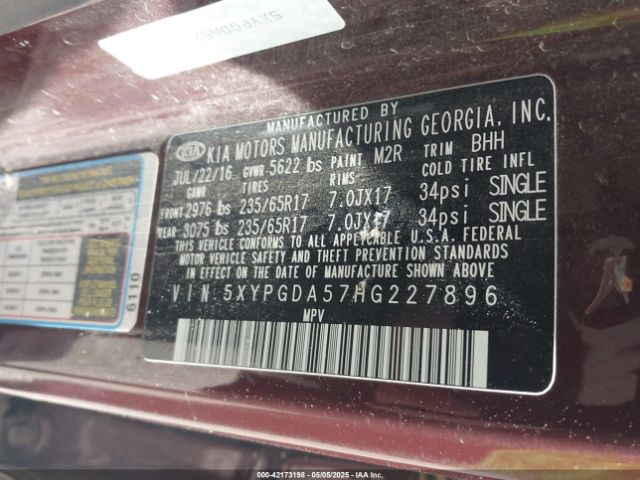 5XYPGDA57
MANUFACTURED BY
KIA KIA MOTORS MANUFACTURING GEORGIA, INC.
JUL/22/16 GVWR 5622 lbs PAINT M2R TRIM BHH
GAWR TIRES RIMS COLD TIRE INFL
FRONT 2976 lbs 235/65R17 7.0JX17 34psi SINGLE
REAR 3075 lbs 235/65R17 7.0JX17 34psi SINGLE
THIS VEHICLE CONFORMS TO ALL APPLICABLE U.S.A. FEDERAL
MOTOR VEHICLE SAFETY AND THEFT PREVENTION STANDARDS
IN EFFECT ON THE DATE OF MANUFACTURE SHOWN ABOVE
VIN 5XYPGDA57HG227896
MPV
6110
000-42173198 - 05/05/2025 - IAA Inc.